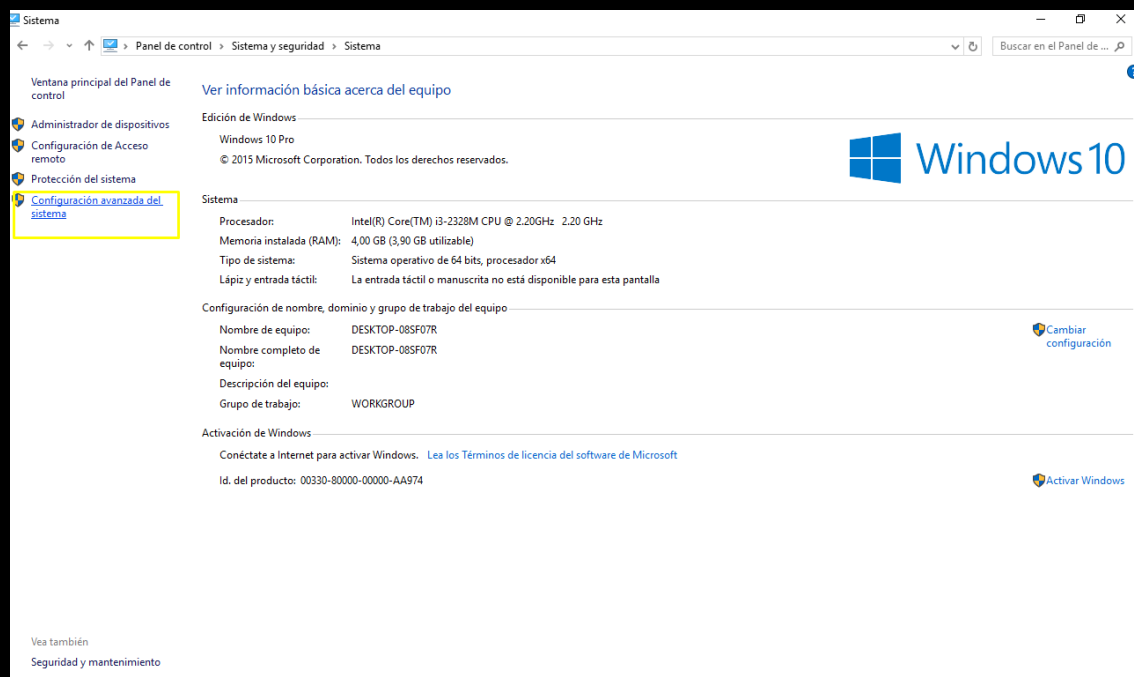 Sistema
Panel de control › Sistema y seguridad › Sistema
Buscar en el Panel de ...
Ventana principal del Panel de
control
Administrador de dispositivos
Configuración de Acceso
remoto
Protección del sistema
Configuración avanzada del
sistema
Ver información básica acerca del equipo
Edición de Windows
Windows 10 Pro
© 2015 Microsoft Corporation. Todos los derechos reservados.
Windows 10
Sistema
Procesador: Intel(R) Core(TM) i3-2328M CPU @ 2.20GHz 2.20 GHz
Memoria instalada (RAM): 4,00 GB (3,90 GB utilizable)
Tipo de sistema: Sistema operativo de 64 bits, procesador x64
Lápiz y entrada táctil: La entrada táctil o manuscrita no está disponible para esta pantalla
Configuración de nombre, dominio y grupo de trabajo del equipo
Nombre de equipo: DESKTOP-08SF07R
Cambiar
configuración
Nombre completo de
equipo: DESKTOP-08SF07R
Descripción del equipo:
Grupo de trabajo: WORKGROUP
Activación de Windows
Conéctate a Internet para activar Windows. Lea los Términos de licencia del software de Microsoft
Id. del producto: 00330-80000-00000-AA974
Activar Windows
Vea también
Seguridad y mantenimiento